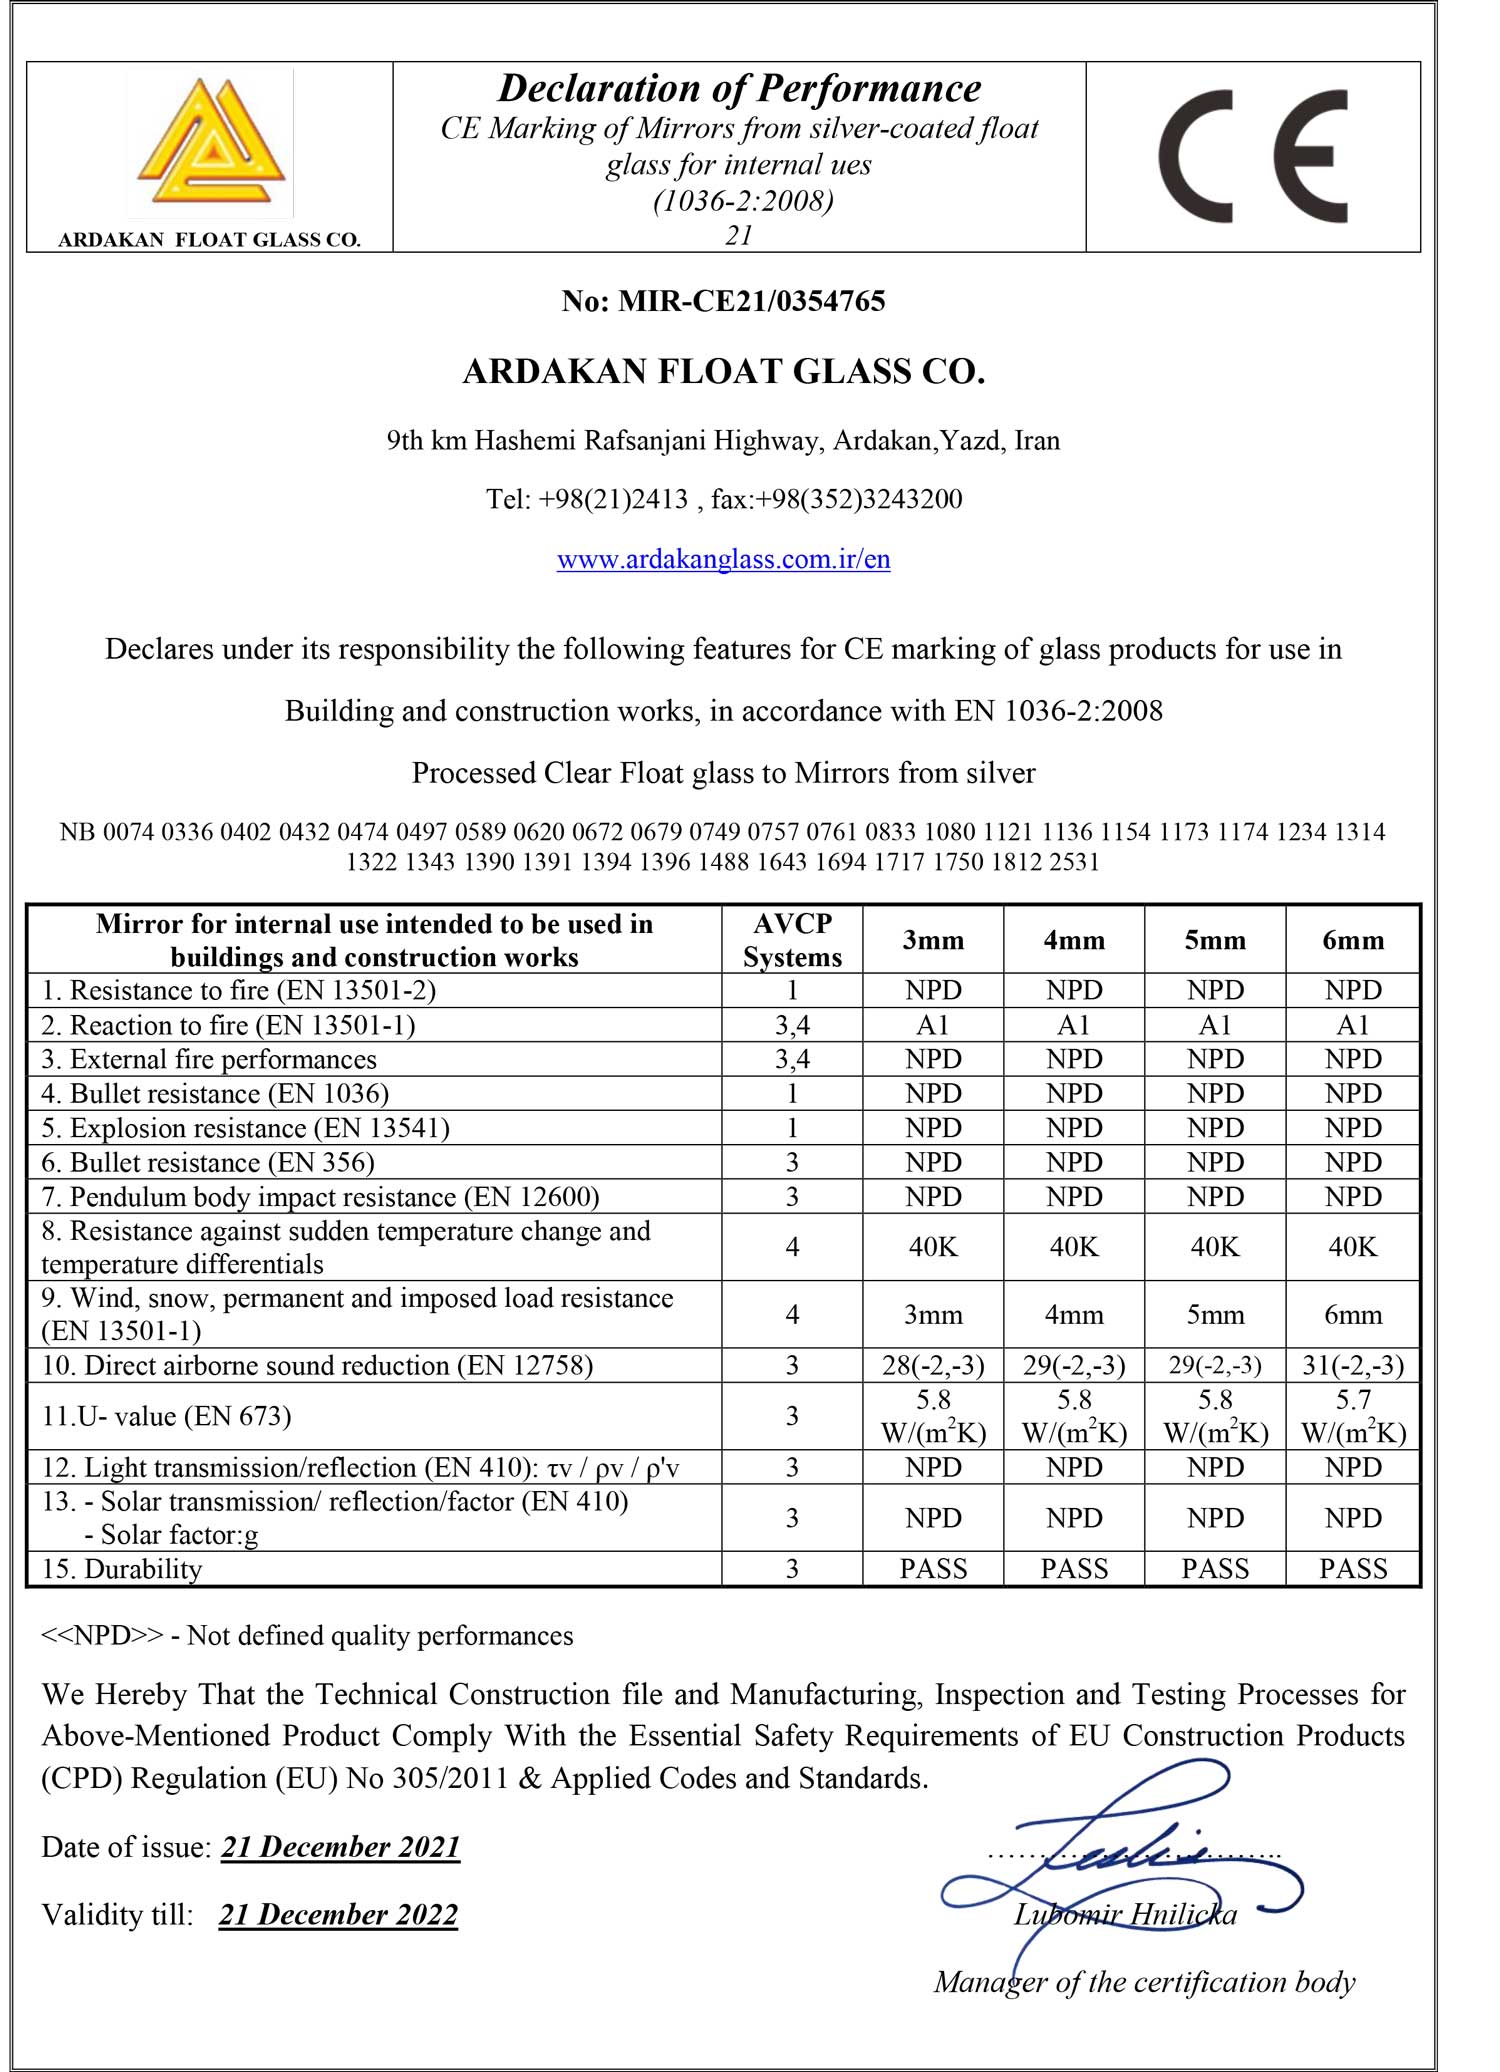 ARDAKAN FLOAT GLASS CO.
Declaration of Performance
CE Marking of Mirrors from silver-coated float
glass for internal ues
(1036-2:2008)
21
CE
No: MIR-CE21/0354765
ARDAKAN FLOAT GLASS CO.
9th km Hashemi Rafsanjani Highway, Ardakan,Yazd, Iran
Tel: +98(21)2413 , fax:+98(352)3243200
www.ardakanglass.com.ir/en
Declares under its responsibility the following features for CE marking of glass products for use in
Building and construction works, in accordance with EN 1036-2:2008
Processed Clear Float glass to Mirrors from silver
NB 0074 0336 0402 0432 0474 0497 0589 0620 0672 0679 0749 0757 0761 0833 1080 1121 1136 1154 1173 1174 1234 1314
1322 1343 1390 1391 1394 1396 1488 1643 1694 1717 1750 1812 2531
Mirror for internal use intended to be used in
buildings and construction works
AVCP
Systems
3mm 4mm 5mm 6mm
1. Resistance to fire (EN 13501-2) 1 NPD NPD NPD NPD
2. Reaction to fire (EN 13501-1) 3,4 A1 A1 A1 A1
3. External fire performances 3,4 NPD NPD NPD NPD
4. Bullet resistance (EN 1036) 1 NPD NPD NPD NPD
5. Explosion resistance (EN 13541) 1 NPD NPD NPD NPD
6. Bullet resistance (EN 356) 3 NPD NPD NPD NPD
7. Pendulum body impact resistance (EN 12600) 3 NPD NPD NPD NPD
8. Resistance against sudden temperature change and
temperature differentials
4 40K 40K 40K 40K
9. Wind, snow, permanent and imposed load resistance
(EN 13501-1)
4 3mm 4mm 5mm 6mm
10. Direct airborne sound reduction (EN 12758) 3 28(-2,-3) 29(-2,-3) 29(-2,-3) 31(-2,-3)
11.U- value (EN 673) 3
5.8 5.8 5.8 5.7
W/(m²K) W/(m²K) W/(m²K) W/(m²K)
12. Light transmission/reflection (EN 410): τv / ρv / ρ'v 3 NPD NPD NPD NPD
13. - Solar transmission/ reflection/factor (EN 410)
- Solar factor:g
3 NPD NPD NPD NPD
15. Durability 3 PASS PASS PASS PASS
<<NPD>> - Not defined quality performances
We Hereby That the Technical Construction file and Manufacturing, Inspection and Testing Processes for
Above-Mentioned Product Comply With the Essential Safety Requirements of EU Construction Products
(CPD) Regulation (EU) No 305/2011 & Applied Codes and Standards.
Date of issue: 21 December 2021
Validity till: 21 December 2022
Lubomir Hnilicka
Manager of the certification body